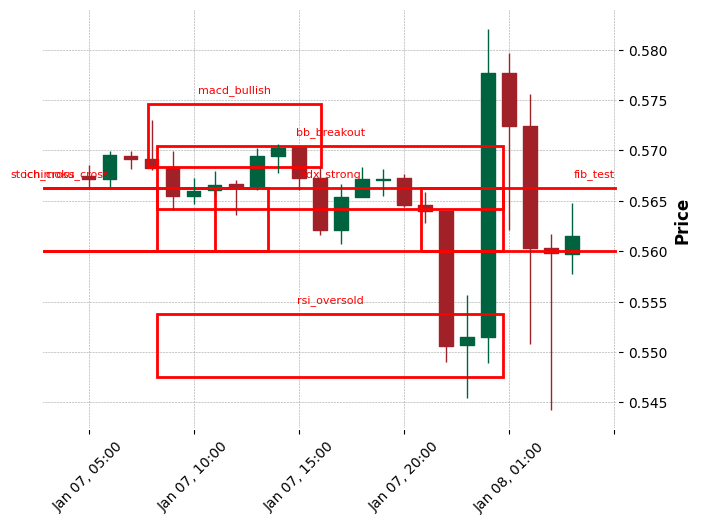 macd_bullish
bb_breakout
adx_strong
fib_test
rsi_oversold
0.580
0.575
0.570
0.565
0.560
0.555
0.550
0.545
Price
Jan 07, 05:00
Jan 07, 10:00
Jan 07, 15:00
Jan 07, 20:00
Jan 08, 01:00